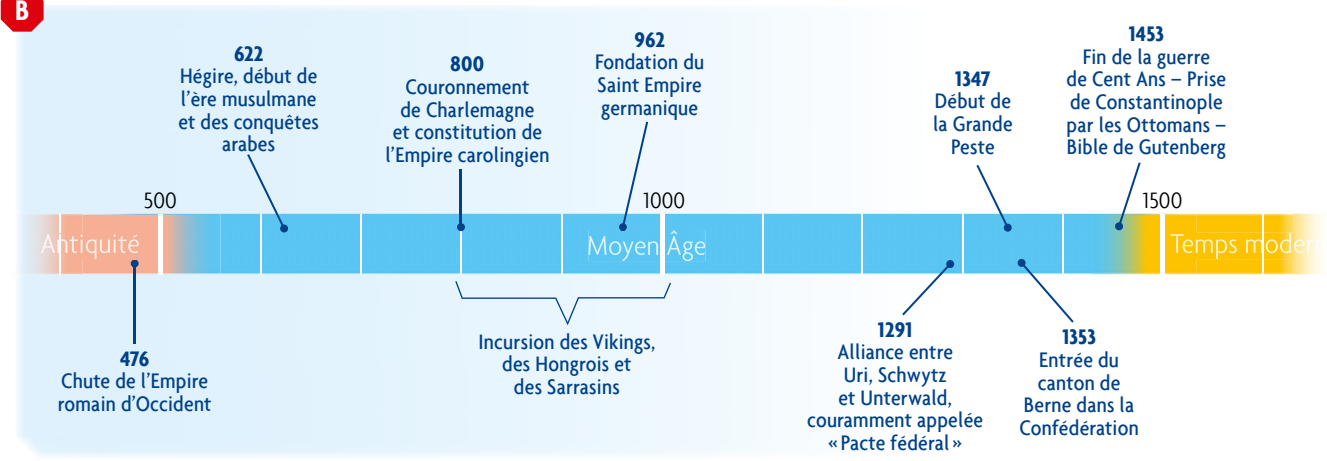 B
622
Hégire, début de
l’ère musulmane
et des conquêtes
arabes
800
Couronnement
de Charlemagne
et constitution de
l’Empire carolingien
962
Fondation du
Saint Empire
germanique
1347
Début de
la Grande
Peste
1453
Fin de la guerre
de Cent Ans – Prise
de Constantinople
par les Ottomans –
Bible de Gutenberg
500
1000
1500
Antiquité
Moyen Âge
Temps modern
476
Chute de l’Empire
romain d’Occident
Incursion des Vikings,
des Hongrois et
des Sarrasins
1291
Alliance entre
Uri, Schwytz
et Unterwald,
couramment appelée
« Pacte fédéral »
1353
Entrée du
canton de
Berne dans la
Confédération